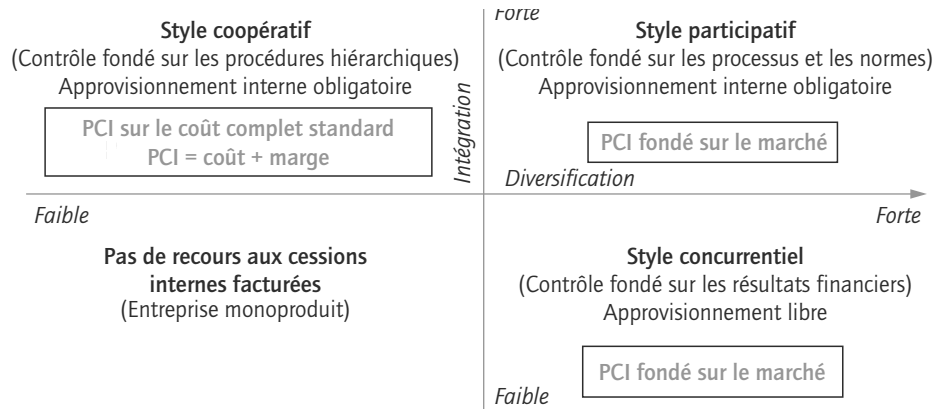 Forte
Style coopératif
(Contrôle fondé sur les procédures hiérarchiques)
Approvisionnement interne obligatoire
PCI sur le coût complet standard
PCI = coût + marge
Intégration
Style participatif
(Contrôle fondé sur les processus et les normes)
Approvisionnement interne obligatoire
PCI fondé sur le marché
Diversification
Faible
Forte
Pas de recours aux cessions
internes facturées
(Entreprise monoproduit)
Style concurrentiel
(Contrôle fondé sur les résultats financiers)
Approvisionnement libre
PCI fondé sur le marché
Faible